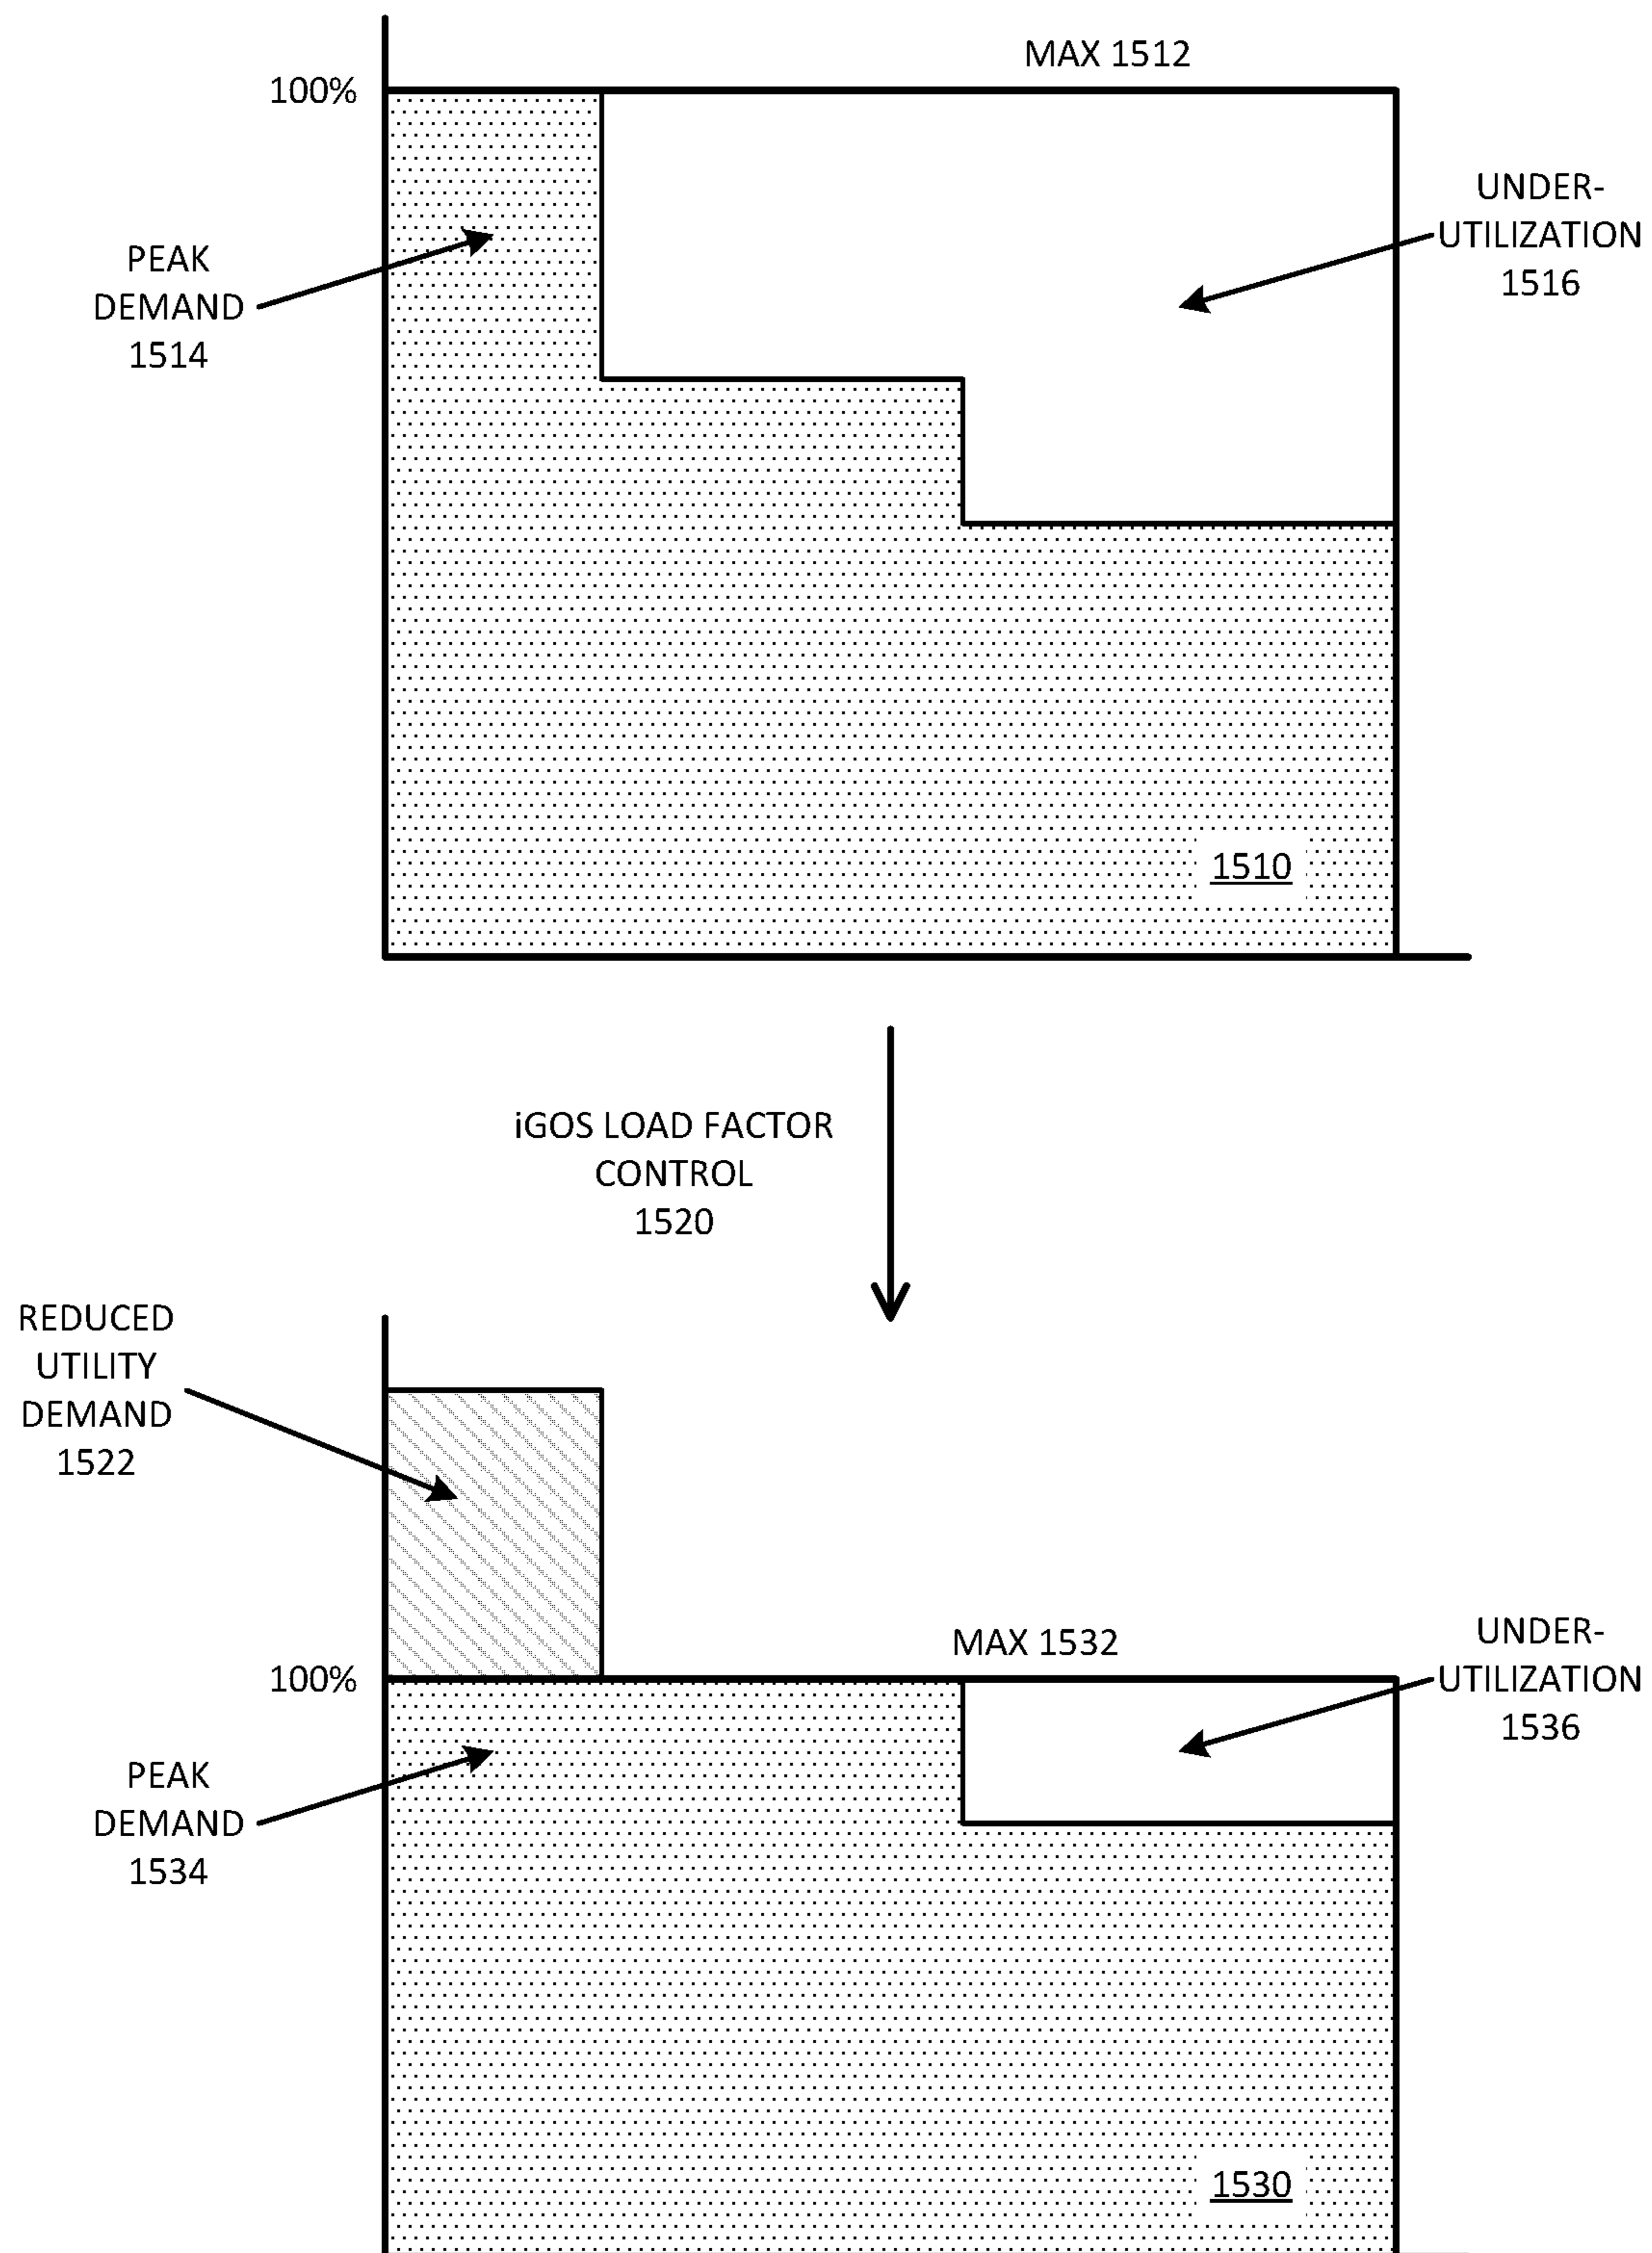 MAX 1512
100%
UNDER-
UTILIZATION
1516
PEAK
DEMAND
1514
1510
iGOS LOAD FACTOR
CONTROL
1520
REDUCED
UTILITY
DEMAND
1522
MAX 1532
100%
UNDER-
UTILIZATION
1536
PEAK
DEMAND
1534
1530